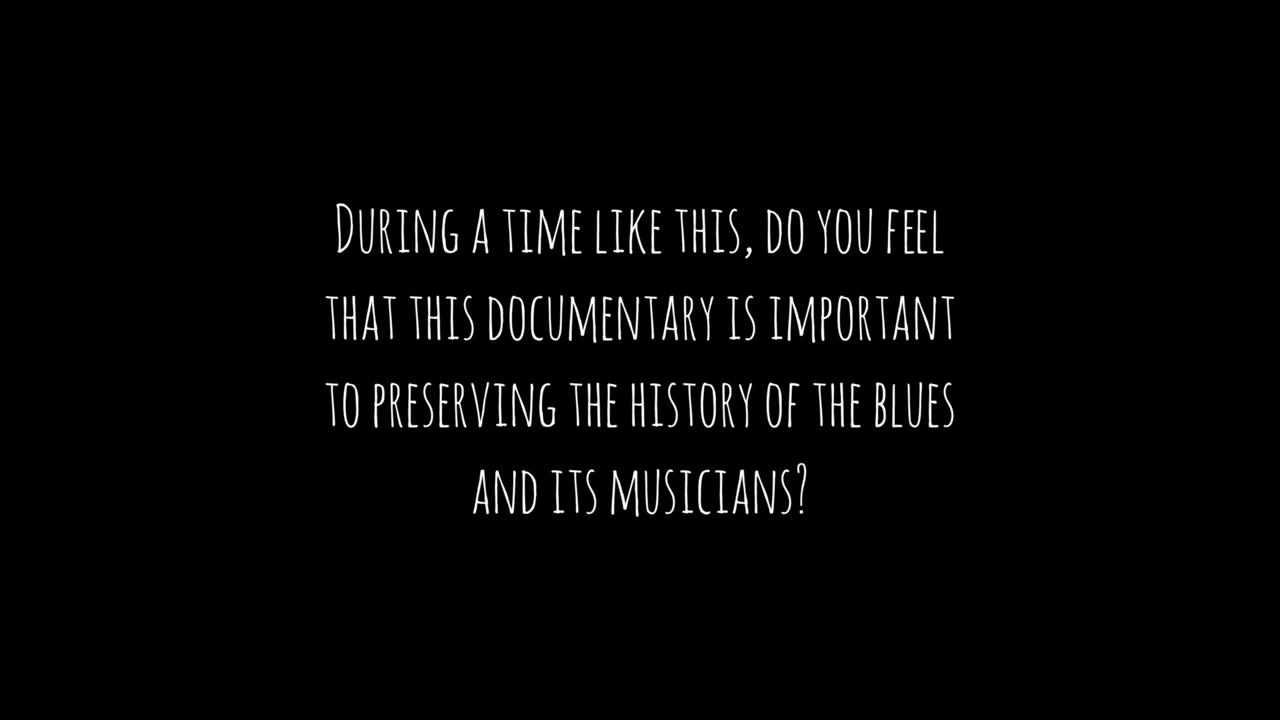 During a time like this, do you feel
that this documentary is important
to preserving the history of the blues
and its musicians?